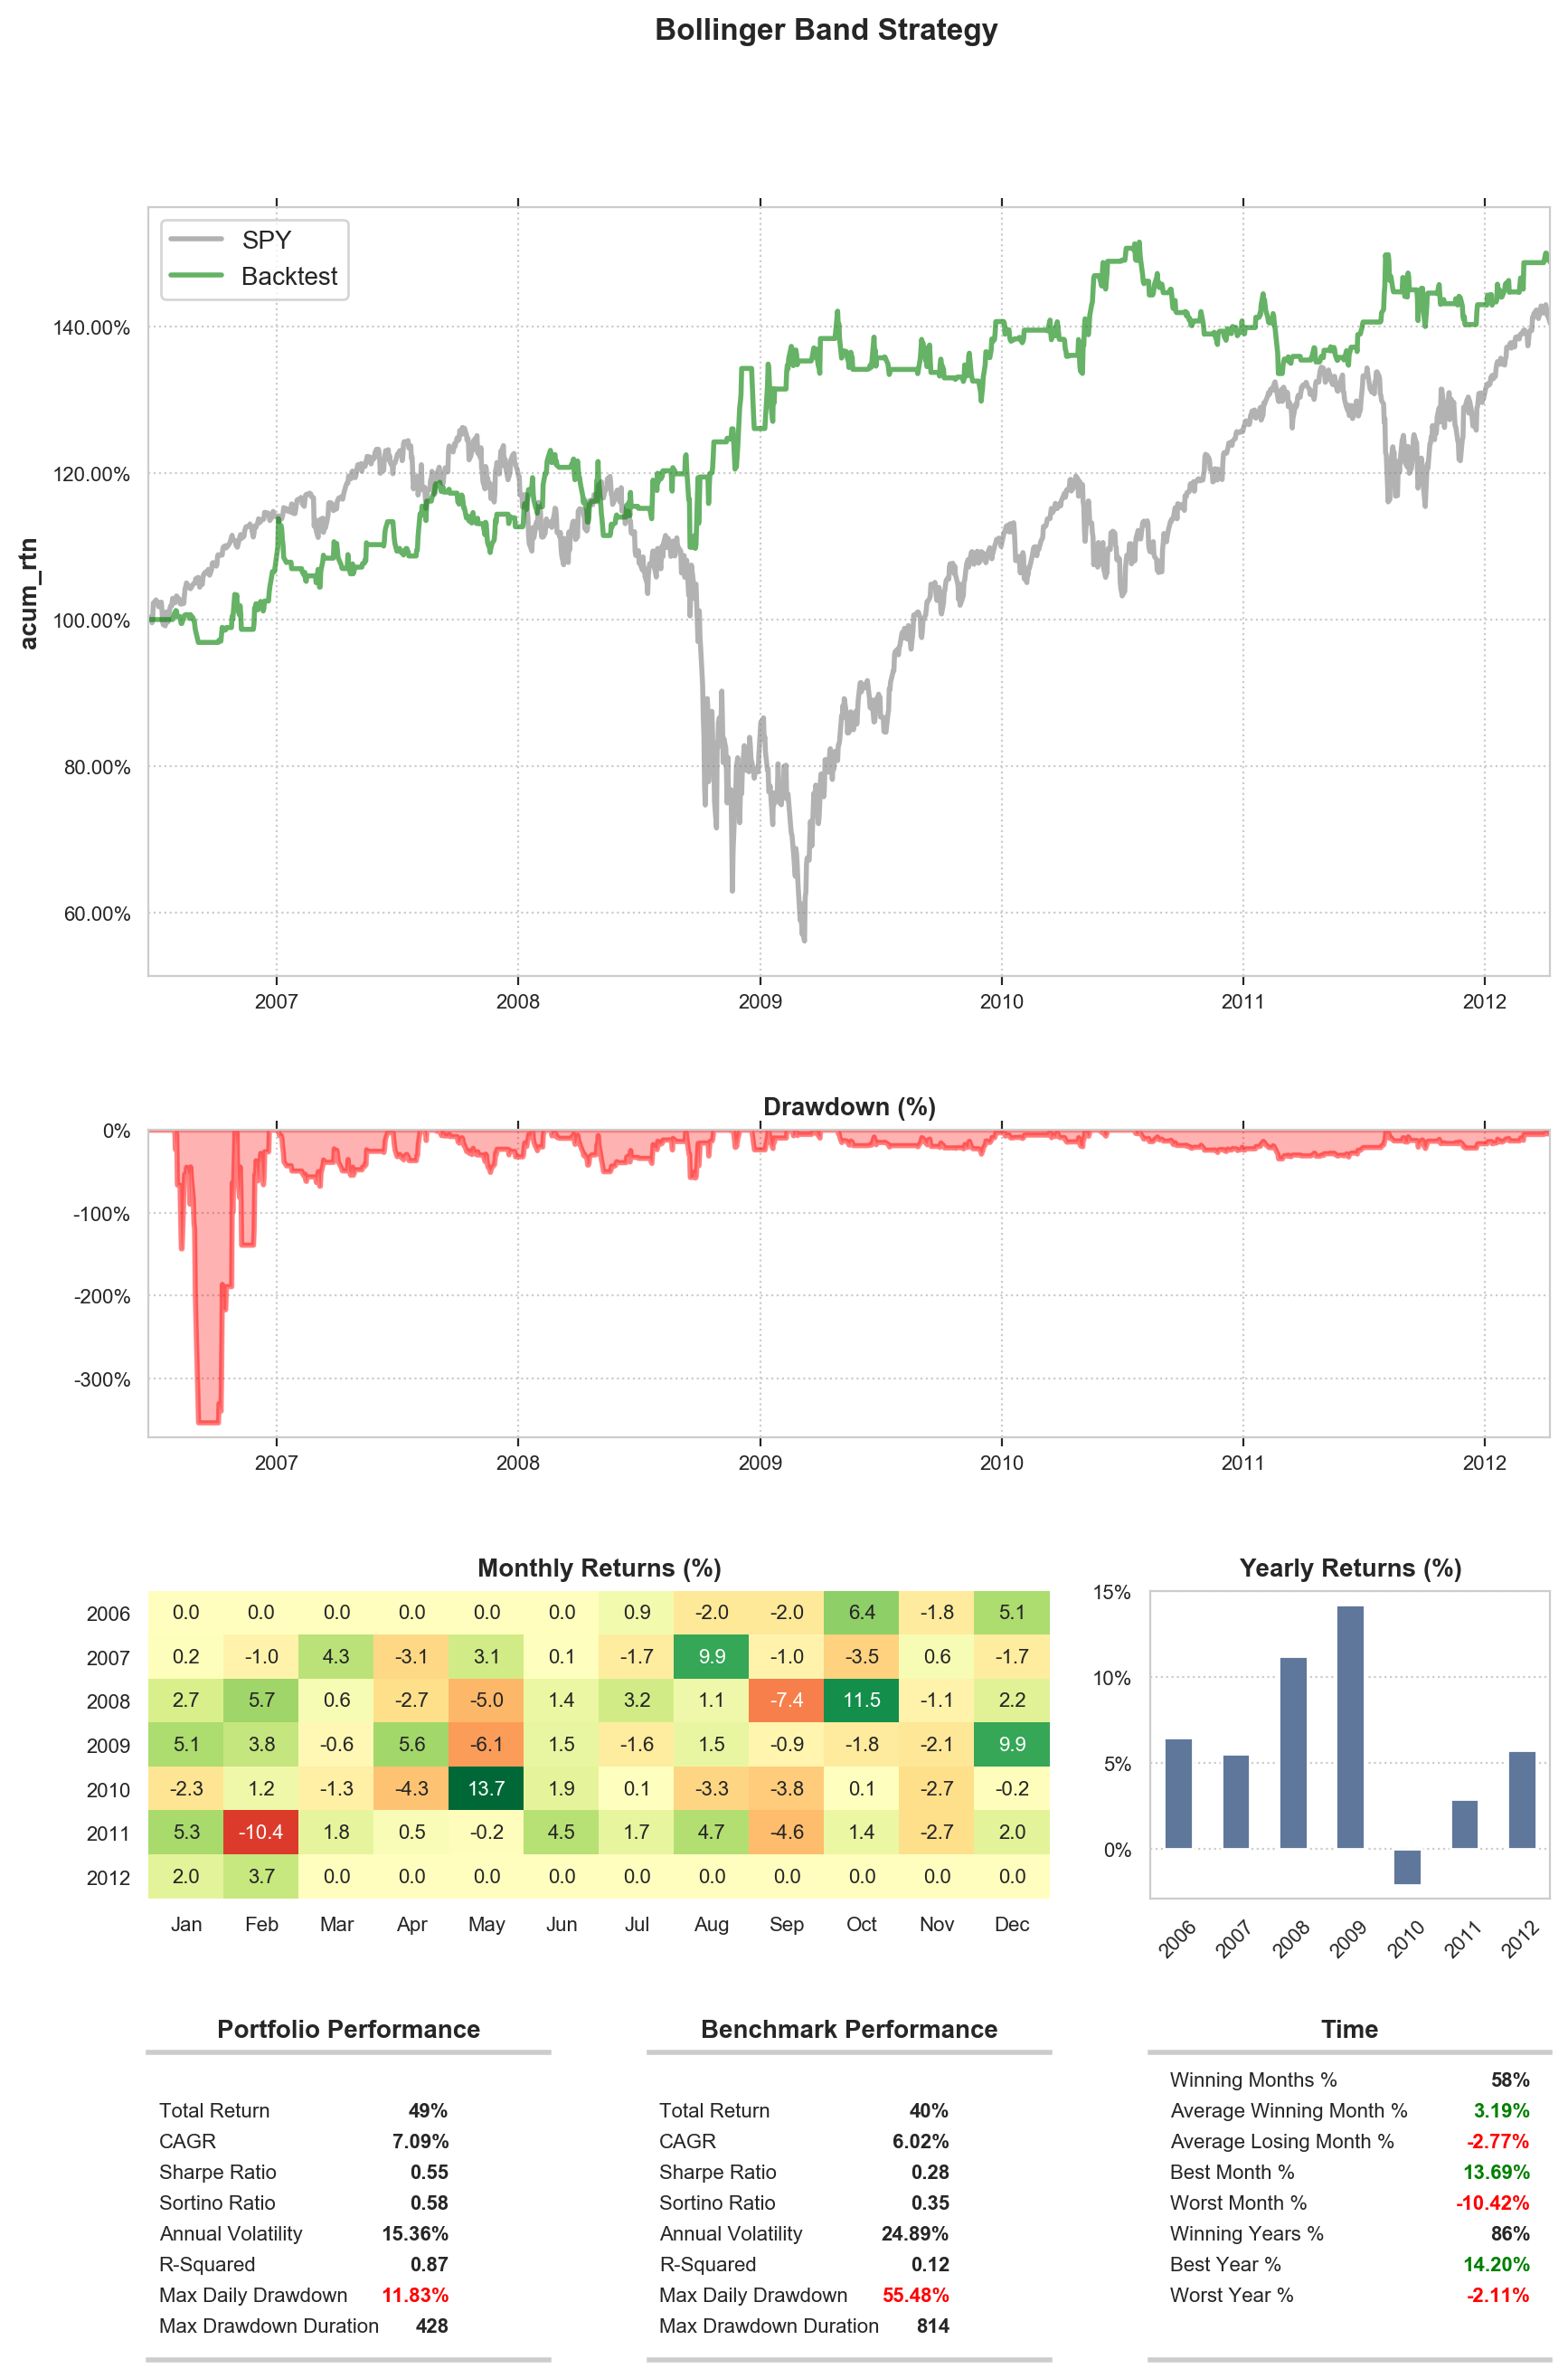 Bollinger Band Strategy
SPY
Backtest
acum_rtn
140.00%
120.00%
100.00%
80.00%
60.00%
2007 2008 2009 2010 2011 2012
Drawdown (%)
0%
-100%
-200%
-300%
2007 2008 2009 2010 2011 2012
Monthly Returns (%)
2006 0.0 0.0 0.0 0.0 0.0 0.0 0.9 -2.0 -2.0 6.4 -1.8 5.1
2007 0.2 -1.0 4.3 -3.1 3.1 0.1 -1.7 9.9 -1.0 -3.5 0.6 -1.7
2008 2.7 5.7 0.6 -2.7 -5.0 1.4 3.2 1.1 -7.4 11.5 -1.1 2.2
2009 5.1 3.8 -0.6 5.6 -6.1 1.5 -1.6 1.5 -0.9 -1.8 -2.1 9.9
2010 -2.3 1.2 -1.3 -4.3 13.7 1.9 0.1 -3.3 -3.8 0.1 -2.7 -0.2
2011 5.3 -10.4 1.8 0.5 -0.2 4.5 1.7 4.7 -4.6 1.4 -2.7 2.0
2012 2.0 3.7 0.0 0.0 0.0 0.0 0.0 0.0 0.0 0.0 0.0 0.0
Jan Feb Mar Apr May Jun Jul Aug Sep Oct Nov Dec
Yearly Returns (%)
15%
10%
5%
0%
2006 2007 2008 2009 2010 2011 2012
Portfolio Performance
Total Return 49%
CAGR 7.09%
Sharpe Ratio 0.55
Sortino Ratio 0.58
Annual Volatility 15.36%
R-Squared 0.87
Max Daily Drawdown 11.83%
Max Drawdown Duration 428
Benchmark Performance
Total Return 40%
CAGR 6.02%
Sharpe Ratio 0.28
Sortino Ratio 0.35
Annual Volatility 24.89%
R-Squared 0.12
Max Daily Drawdown 55.48%
Max Drawdown Duration 814
Time
Winning Months % 58%
Average Winning Month % 3.19%
Average Losing Month % -2.77%
Best Month % 13.69%
Worst Month % -10.42%
Winning Years % 86%
Best Year % 14.20%
Worst Year % -2.11%